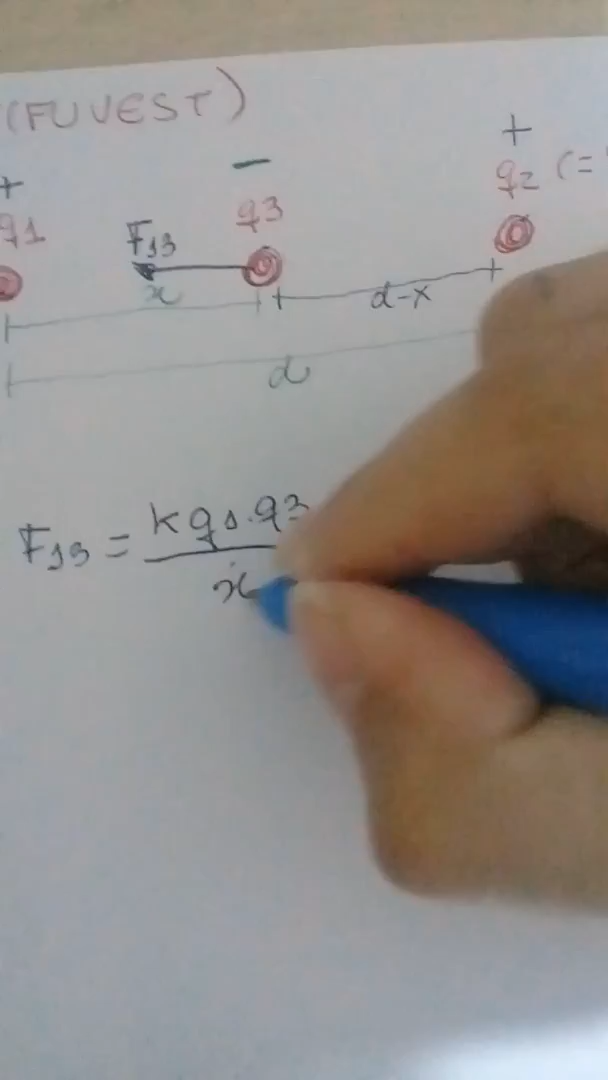 (FUVEST)
+ − +
q1 q3 q2 (=
F13
x d-x
d
F13 = k q1.q3
x